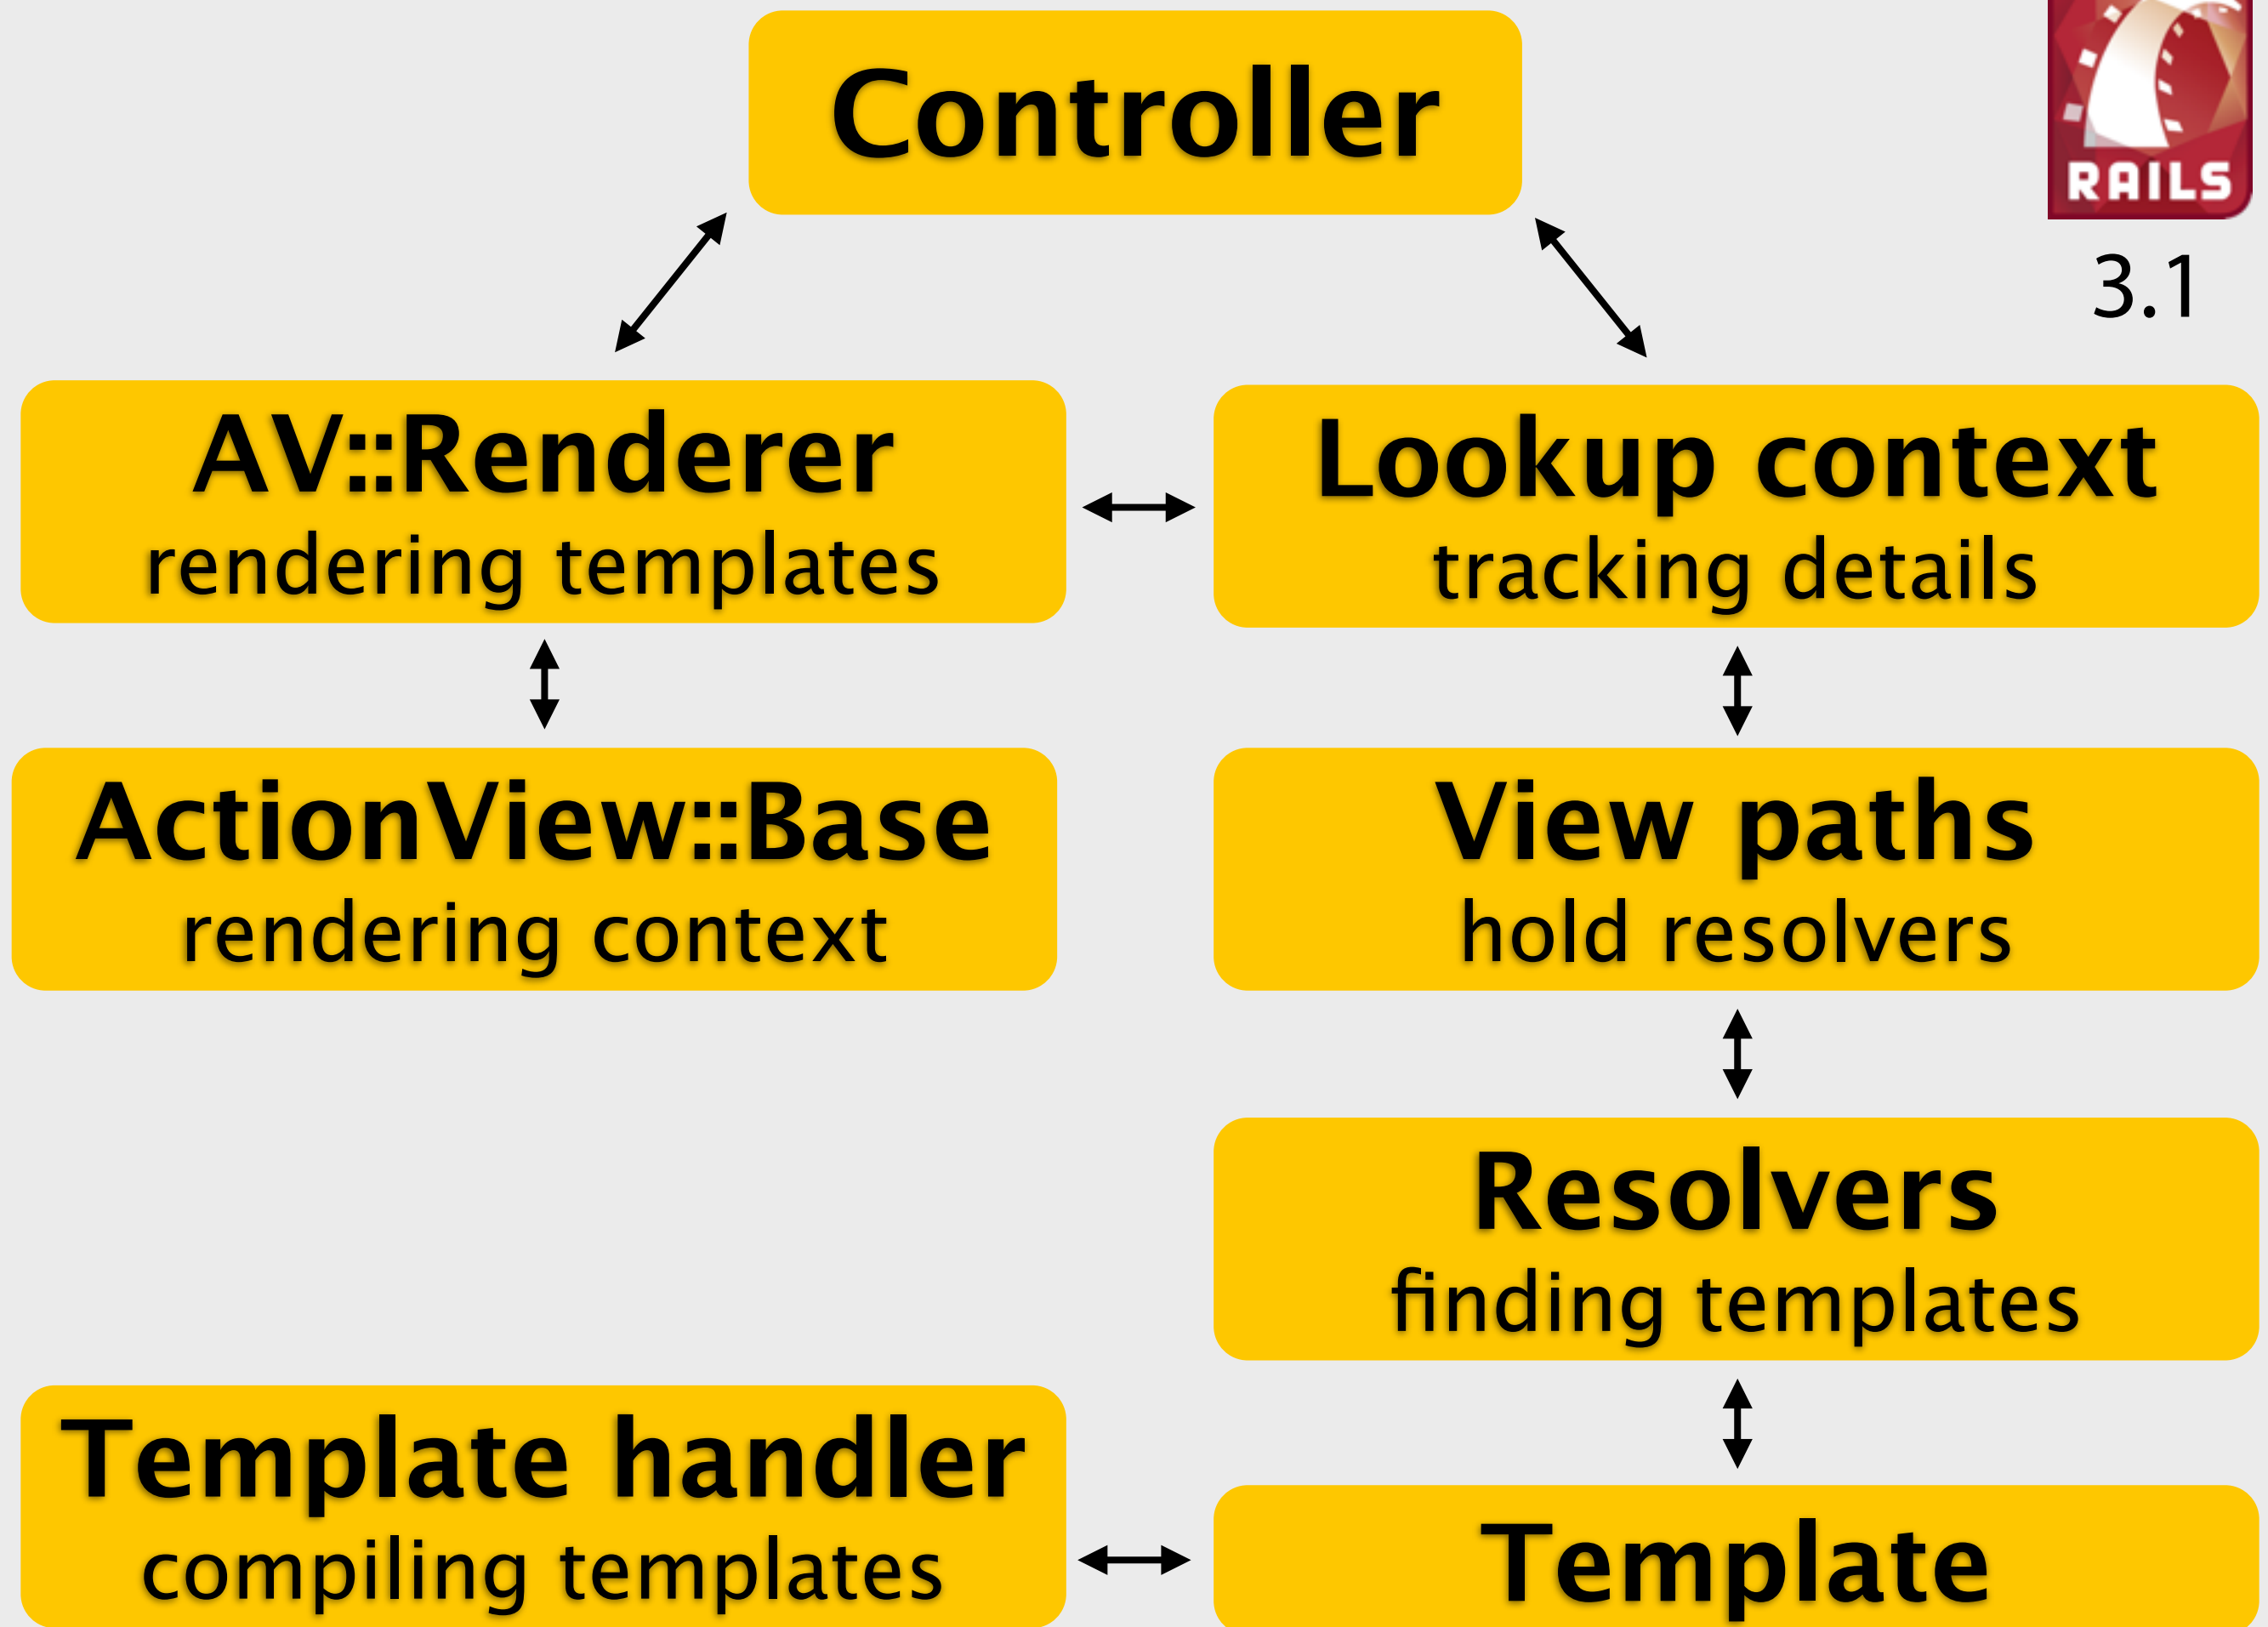 Controller
RAILS
3.1
AV::Renderer
rendering templates
Lookup context
tracking details
ActionView::Base
rendering context
View paths
hold resolvers
Resolvers
finding templates
Template handler
compiling templates
Template